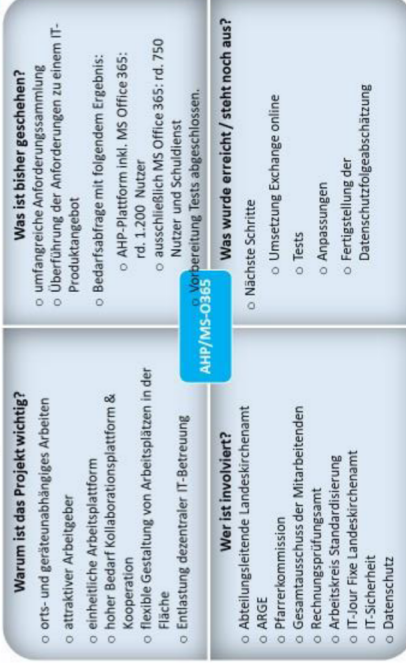 Warum ist das Projekt wichtig?
o orts- und geräteunabhängiges Arbeiten
o attraktiver Arbeitgeber
o einheitliche Arbeitsplattform
o hoher Bedarf Kollaborationsplattform &
Kooperation
o flexible Gestaltung von Arbeitsplätzen in der
Fläche
o Entlastung dezentraler IT-Betreuung
Was ist bisher geschehen?
o umfangreiche Anforderungssammlung
o Überführung der Anforderungen zu einem IT-
Produktangebot
o Bedarfsabfrage mit folgendem Ergebnis:
o AHP-Plattform inkl. MS Office 365:
rd. 1.200 Nutzer
o ausschließlich MS Office 365: rd. 750
Nutzer und Schuldienst
o Vorbereitung Tests abgeschlossen.
AHP/MS-O365
Wer ist involviert?
o Abteilungsleitende Landeskirchenamt
o ARGE
o Pfarrerkommission
o Gesamtausschuss der Mitarbeitenden
o Rechnungsprüfungsamt
o Arbeitskreis Standardisierung
o IT-Jour Fixe Landeskirchenamt
o IT-Sicherheit
o Datenschutz
Was wurde erreicht / steht noch aus?
o Nächste Schritte
o Umsetzung Exchange online
o Tests
o Anpassungen
o Fertigstellung der
Datenschutzfolgeabschätzung